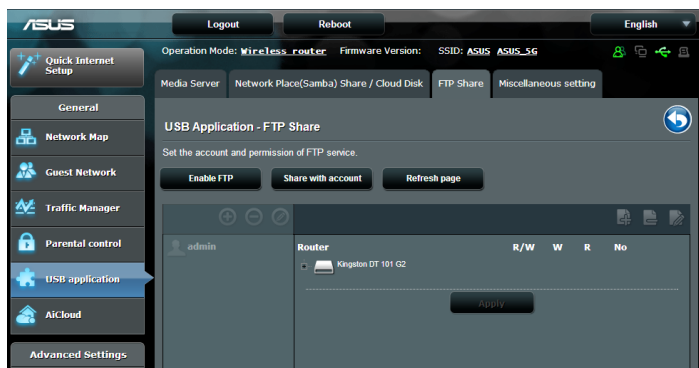 ASUS
Logout
Reboot
English
Quick Internet
Setup
Operation Mode: Wireless router Firmware Version: SSID: ASUS ASUS_5G
Media Server
Network Place(Samba) Share / Cloud Disk
FTP Share
Miscellaneous setting
General
Network Map
Guest Network
Traffic Manager
Parental control
USB application
AiCloud
Advanced Settings
USB Application - FTP Share
Set the account and permission of FTP service.
Enable FTP
Share with account
Refresh page
admin
Router R/W W R No
Kingston DT 101 G2
Apply